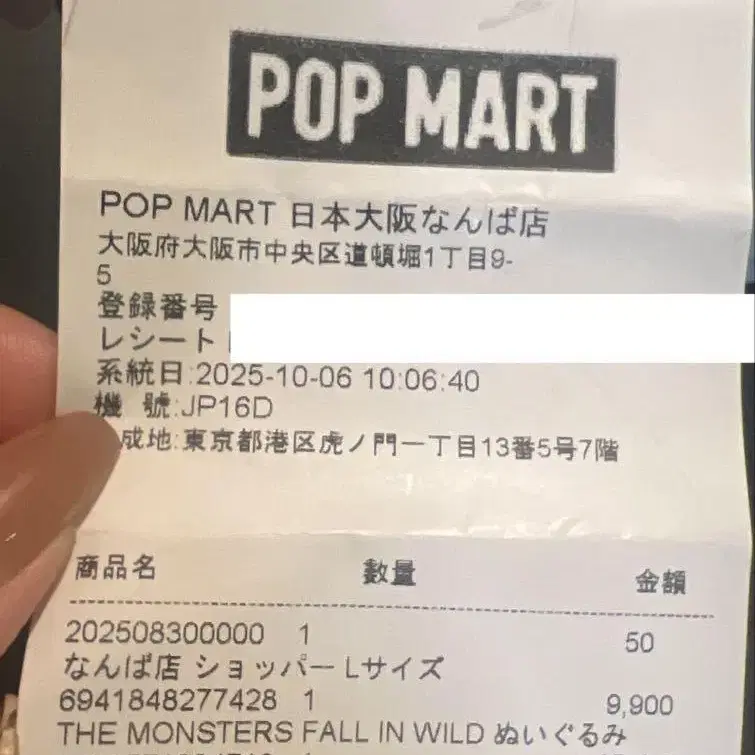 POP MART
POP MART 日本大阪なんば店
大阪府大阪市中央区道頓堀1丁目9-
5
登録番号
レシート
系統日:2025-10-06 10:06:40
機 號:JP16D
成地:東京都港区虎ノ門一丁目13番5号7階
商品名 数量 金額
202508300000 1 50
なんば店 ショッパー Lサイズ
6941848277428 1 9,900
THE MONSTERS FALL IN WILD ぬいぐるみ